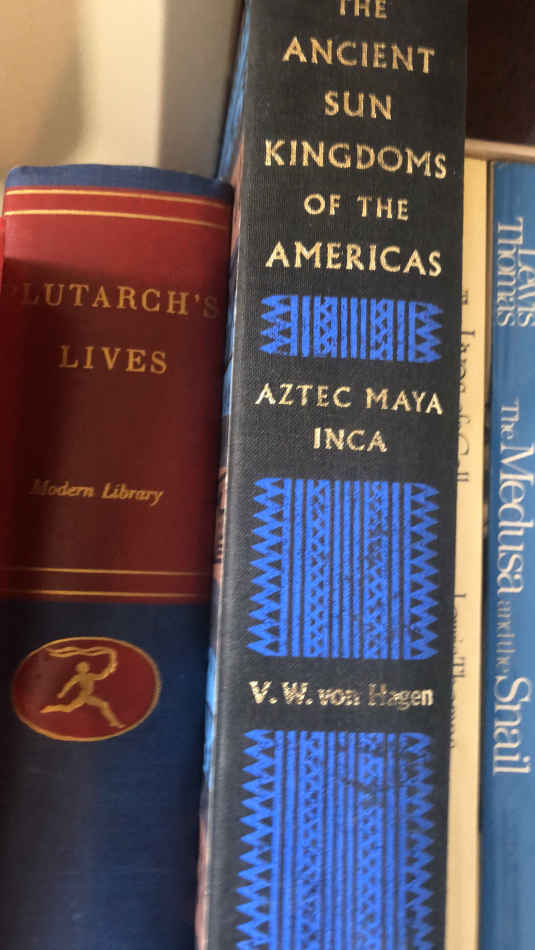 PLUTARCH'S
LIVES
Modern Library
THE
ANCIENT
SUN
KINGDOMS
OF THE
AMERICAS
AZTEC MAYA
INCA
V. W. von Hagen
Lewis
Thomas
The Medusa and the Snail